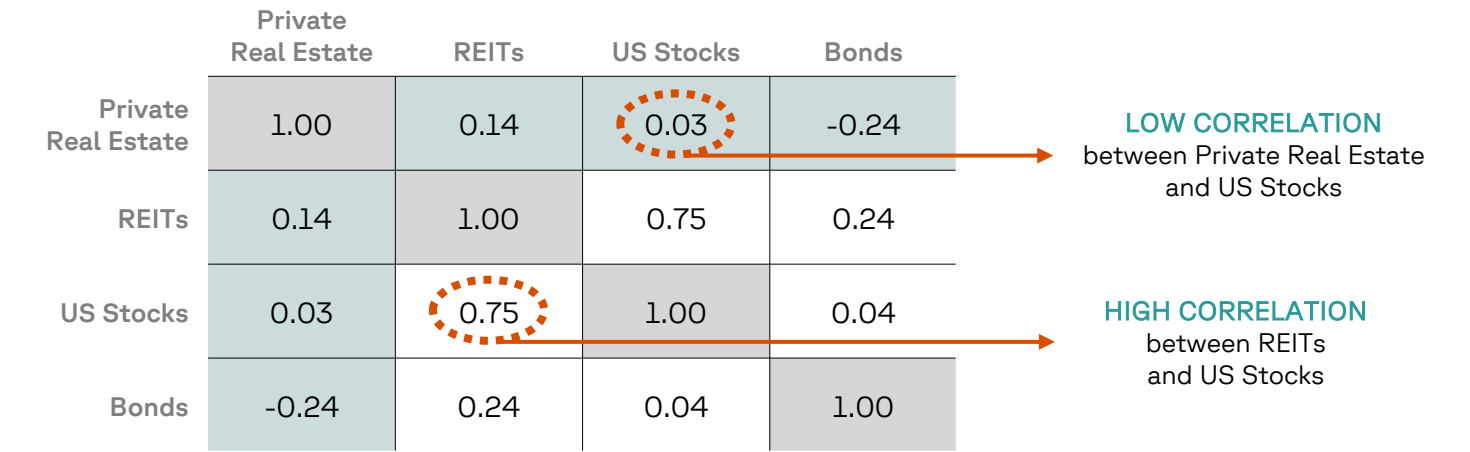 Private
Real Estate REITs US Stocks Bonds
Private
Real Estate 1.00 0.14 0.03 -0.24
LOW CORRELATION
between Private Real Estate
and US Stocks
REITs 0.14 1.00 0.75 0.24
US Stocks 0.03 0.75 1.00 0.04
HIGH CORRELATION
between REITs
and US Stocks
Bonds -0.24 0.24 0.04 1.00